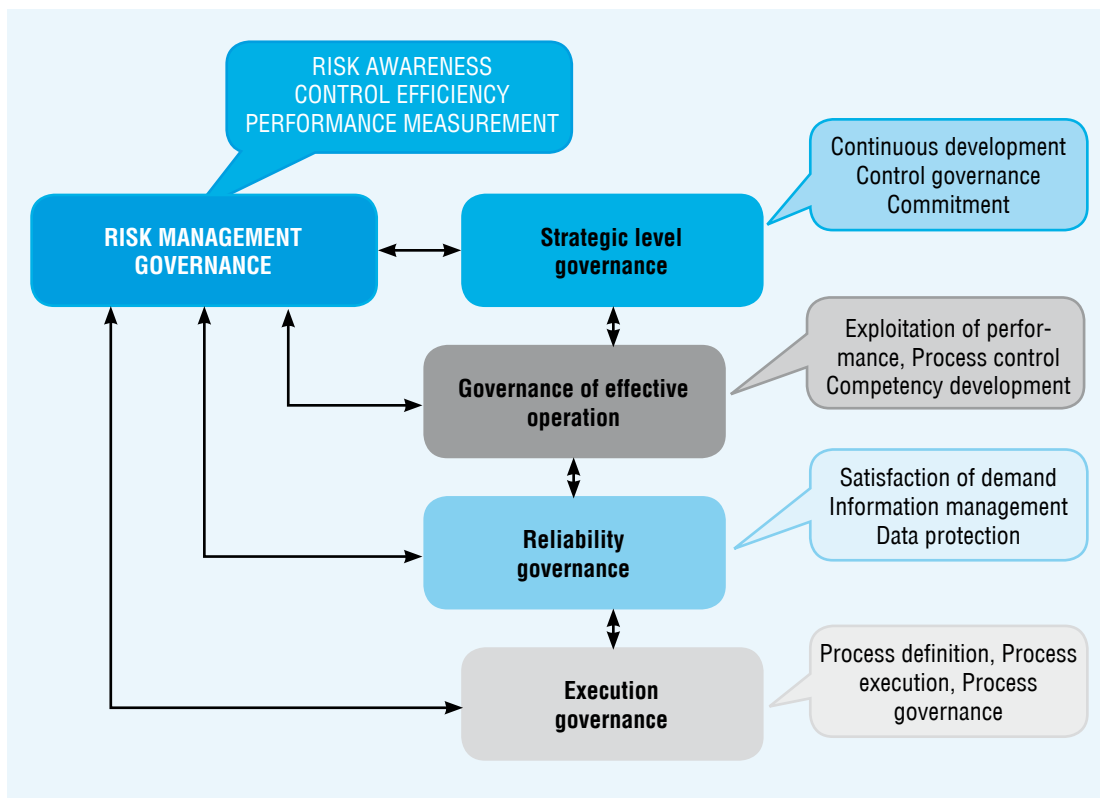 RISK AWARENESS
CONTROL EFFICIENCY
PERFORMANCE MEASUREMENT
RISK MANAGEMENT
GOVERNANCE
Strategic level
governance
Continuous development
Control governance
Commitment
Governance of effective
operation
Exploitation of perfor-
mance, Process control
Competency development
Reliability
governance
Satisfaction of demand
Information management
Data protection
Execution
governance
Process definition, Process
execution, Process
governance